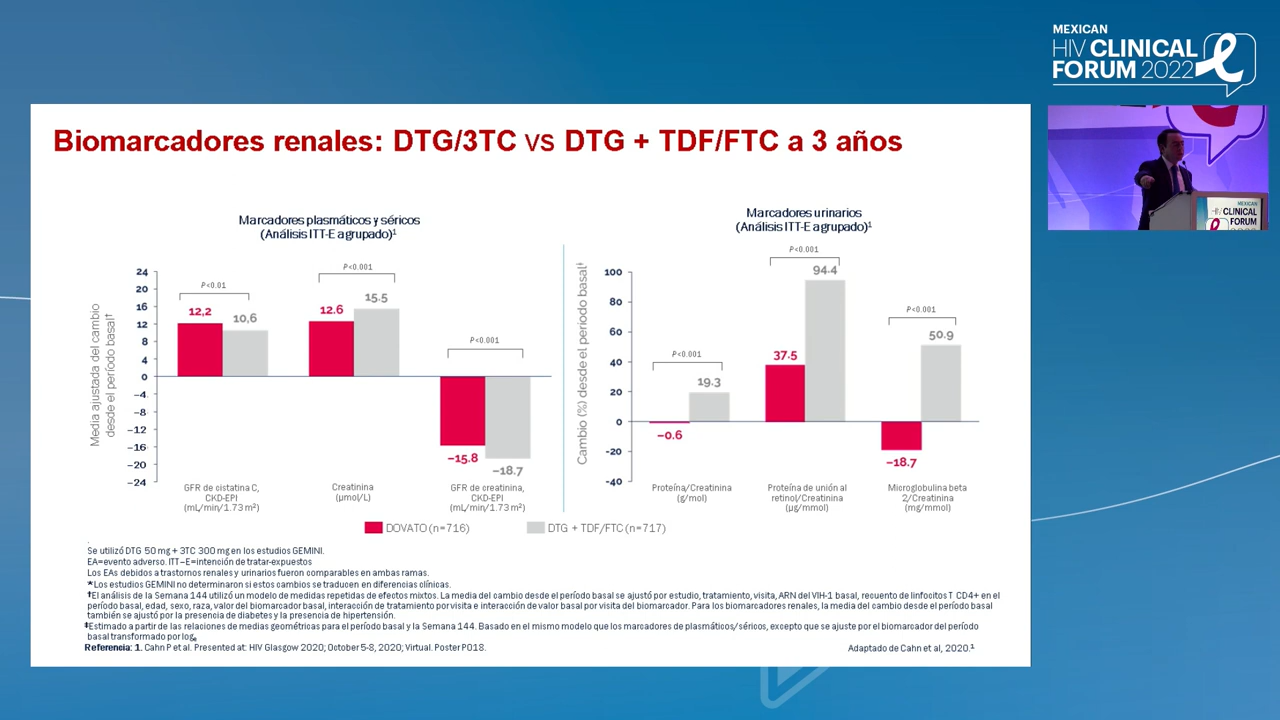 MEXICAN
HIV CLINICAL
FORUM 2022
Biomarcadores renales: DTG/3TC vs DTG + TDF/FTC a 3 años
Marcadores plasmáticos y séricos
(Análisis ITT-E agrupado)¹
Media ajustada del cambio
desde el período basal†
24
20
16
12
8
4
0
−4
−8
−12
−16
−20
−24
P<0.01
12,2
10,6
P<0.001
12.6
15.5
P<0.001
−15.8
−18.7
GFR de cistatina C,
CKD-EPI
(mL/min/1.73 m²)
Creatinina
(μmol/L)
GFR de creatinina,
CKD-EPI
(mL/min/1.73 m²)
Marcadores urinarios
(Análisis ITT-E agrupado)¹
Cambio (%) desde el período basal‡
100
80
60
40
20
0
-20
-40
P<0.001
−0.6
19.3
P<0.001
37.5
94.4
P<0.001
−18.7
50.9
Proteína/Creatinina
(g/mol)
Proteína de unión al
retinol/Creatinina
(μg/mmol)
Microglobulina beta
2/Creatinina
(mg/mmol)
DOVATO (n=716)
DTG + TDF/FTC (n=717)
Se utilizó DTG 50 mg + 3TC 300 mg en los estudios GEMINI.
EA=evento adverso. ITT–E=intención de tratar-expuestos
Los EAs debidos a trastornos renales y urinarios fueron comparables en ambas ramas.
*Los estudios GEMINI no determinaron si estos cambios se traducen en diferencias clínicas.
†El análisis de la Semana 144 utilizó un modelo de medidas repetidas de efectos mixtos. La media del cambio desde el período basal se ajustó por estudio, tratamiento, visita, ARN del VIH-1 basal, recuento de linfocitos T CD4+ en el
período basal, edad, sexo, raza, valor del biomarcador basal, interacción de tratamiento por visita e interacción de valor basal por visita del biomarcador. Para los biomarcadores renales, la media del cambio desde el período basal
también se ajustó por la presencia de diabetes y la presencia de hipertensión.
‡Estimado a partir de las relaciones de medias geométricas para el período basal y la Semana 144. Basado en el mismo modelo que los marcadores de plasmáticos/séricos, excepto que se ajuste por el biomarcador del período
basal transformado por logₑ
Referencia: 1. Cahn P et al. Presented at: HIV Glasgow 2020; October 5-8, 2020; Virtual. Poster P018.
Adaptado de Cahn et al, 2020.¹
MEXICAN
HIV CLINICAL
FORUM